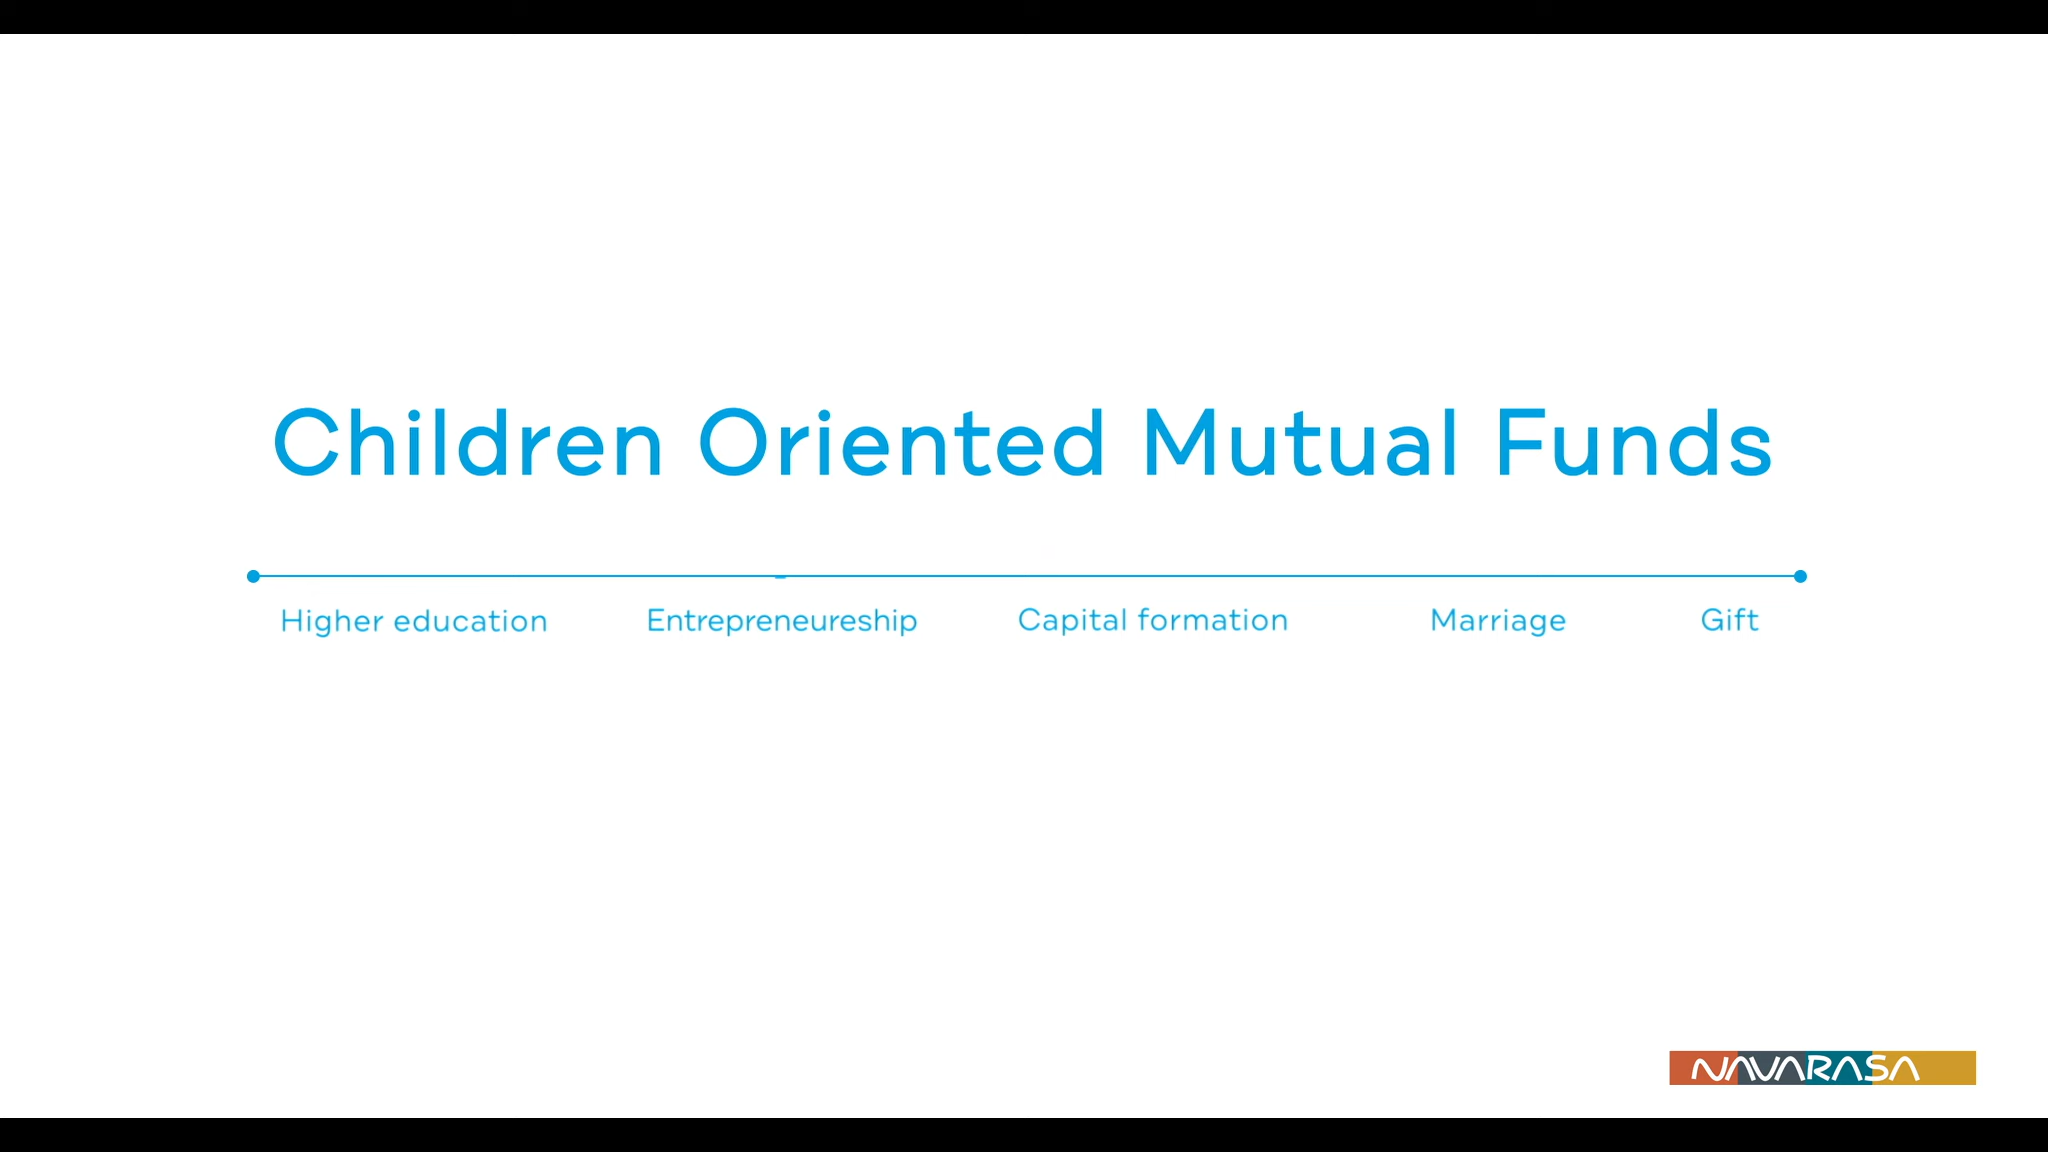 Children Oriented Mutual Funds
Higher education Entrepreneureship Capital formation Marriage Gift
NAVARASA